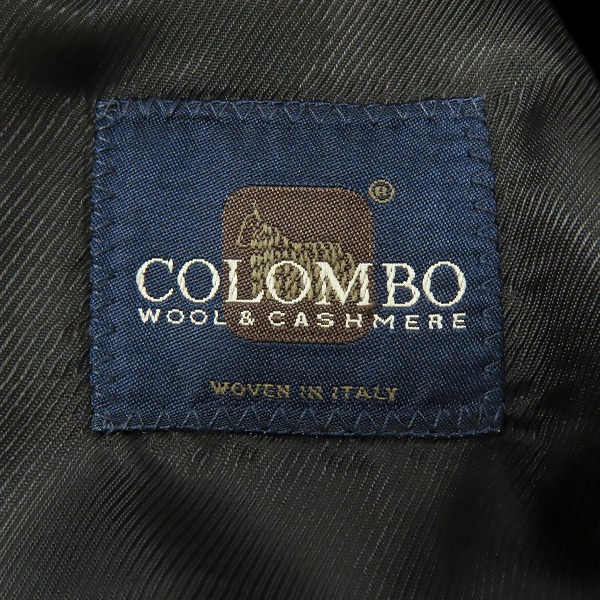 ®
COLOMBO
WOOL & CASHMERE
WOVEN IN ITALY